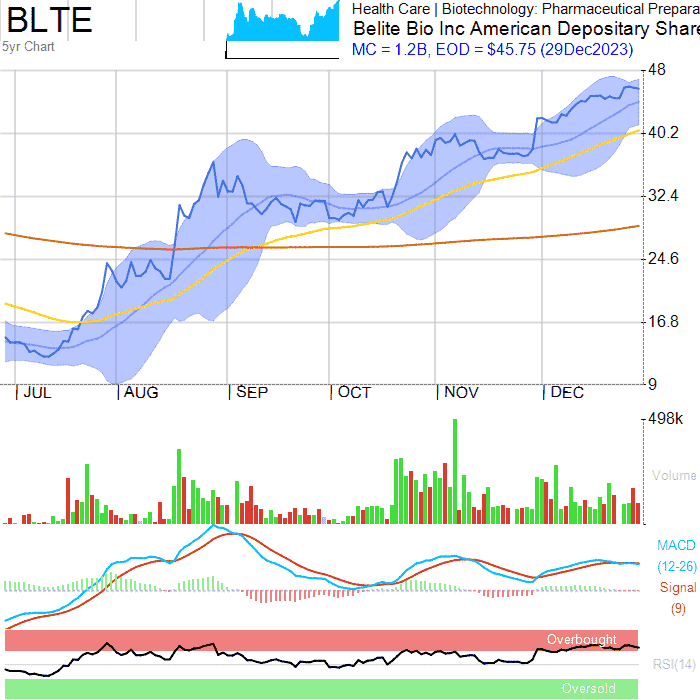 BLTE
5yr Chart
Health Care | Biotechnology: Pharmaceutical Prepara
Belite Bio Inc American Depositary Share
MC = 1.2B, EOD = $45.75 (29Dec2023)
48
40.2
32.4
24.6
16.8
9
JUL AUG SEP OCT NOV DEC
498k
Volume
MACD
(12-26)
Signal
(9)
Overbought
RSI(14)
Oversold